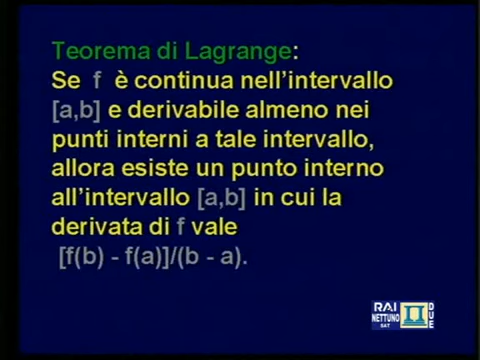 Teorema di Lagrange:
Se f è continua nell'intervallo
[a,b] e derivabile almeno nei
punti interni a tale intervallo,
allora esiste un punto interno
all'intervallo [a,b] in cui la
derivata di f vale
[f(b) - f(a)]/(b - a).
RAI
NETTUNO
SAT
DUE